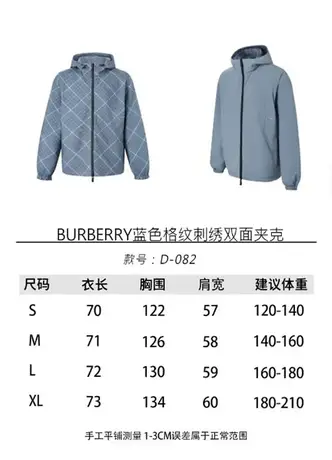 BURBERRY蓝色格纹刺绣双面夹克
款号：D-082
尺码 衣长 胸围 肩宽 建议体重
S 70 122 57 120-140
M 71 126 58 140-160
L 72 130 59 160-180
XL 73 134 60 180-210
手工平铺测量 1-3CM误差属于正常范围